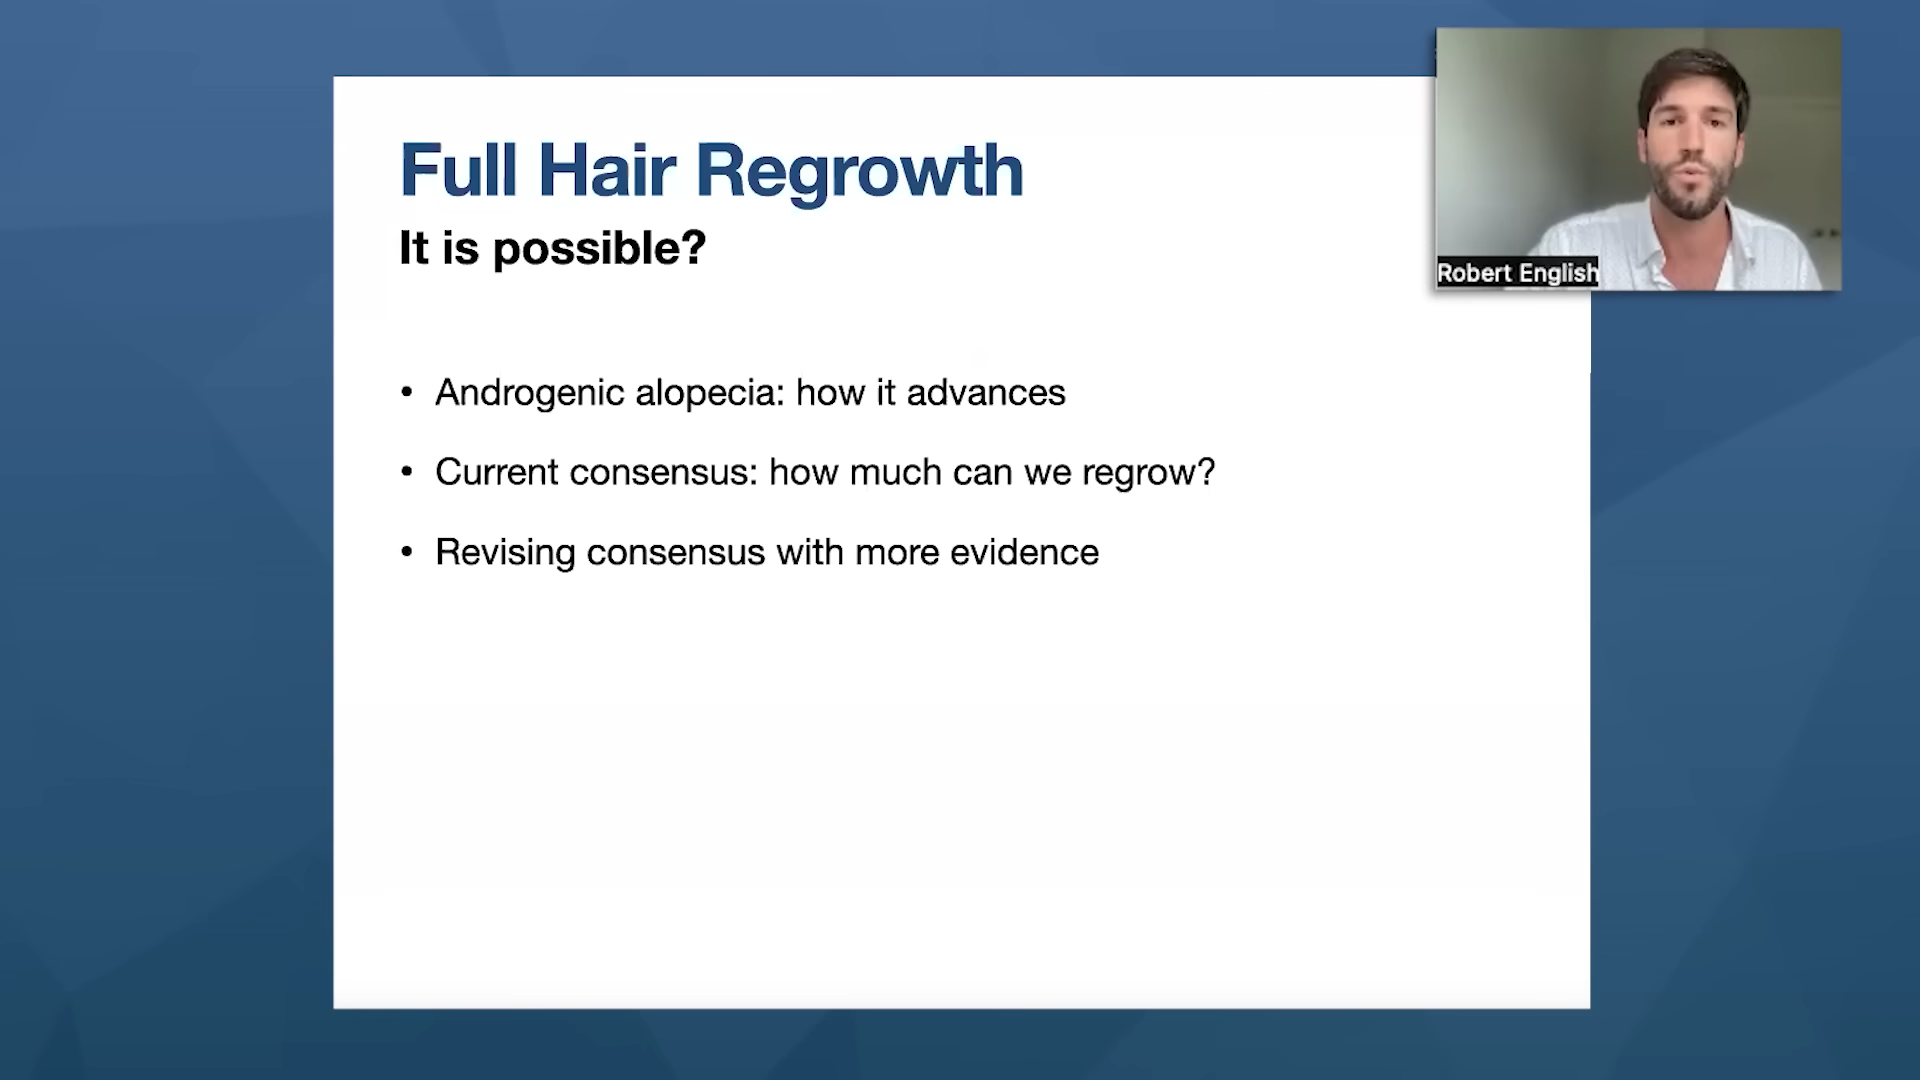 Full Hair Regrowth
It is possible?
• Androgenic alopecia: how it advances
• Current consensus: how much can we regrow?
• Revising consensus with more evidence
Robert English